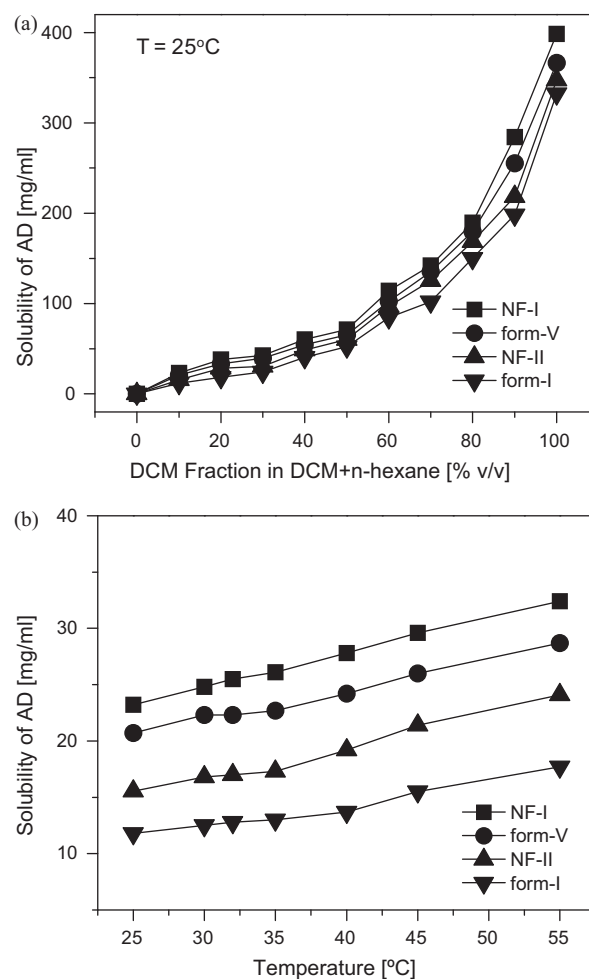 (a)
400
T = 25°C
300
200
100
0
Solubility of AD [mg/ml]
NF-I
form-V
NF-II
form-I
0 20 40 60 80 100
DCM Fraction in DCM+n-hexane [% v/v]
(b)
40
30
20
10
Solubility of AD [mg/ml]
NF-I
form-V
NF-II
form-I
25 30 35 40 45 50 55
Temperature [ºC]